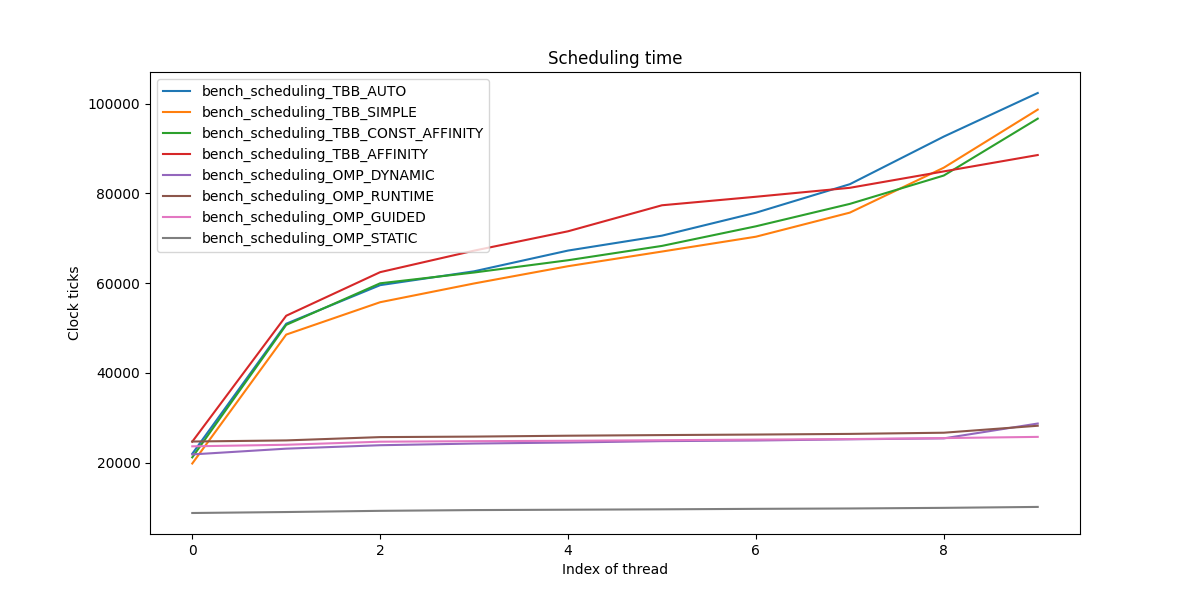 Scheduling time
bench_scheduling_TBB_AUTO
bench_scheduling_TBB_SIMPLE
bench_scheduling_TBB_CONST_AFFINITY
bench_scheduling_TBB_AFFINITY
bench_scheduling_OMP_DYNAMIC
bench_scheduling_OMP_RUNTIME
bench_scheduling_OMP_GUIDED
bench_scheduling_OMP_STATIC
100000
80000
60000
40000
20000
Clock ticks
0 2 4 6 8
Index of thread